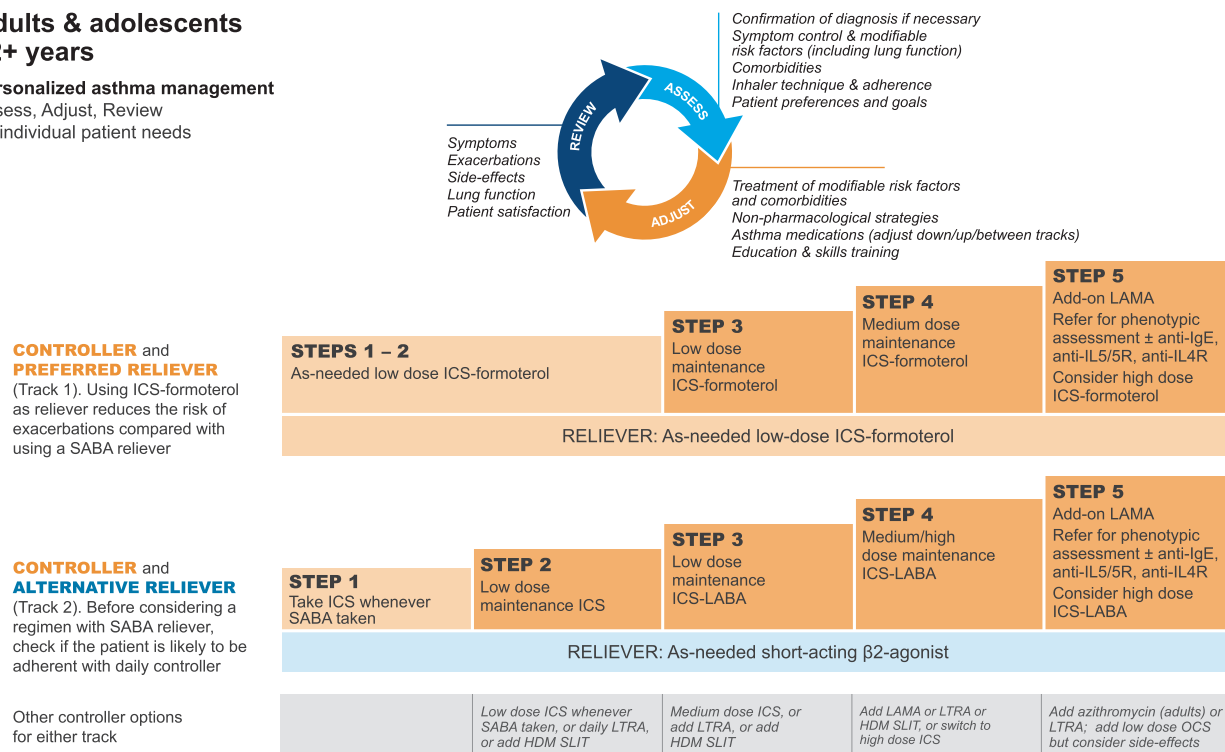 dults & adolescents
2+ years
rsonalized asthma management
sess, Adjust, Review
individual patient needs
Confirmation of diagnosis if necessary
Symptom control & modifiable
risk factors (including lung function)
Comorbidities
Inhaler technique & adherence
Patient preferences and goals
REVIEW
ASSESS
ADJUST
Symptoms
Exacerbations
Side-effects
Lung function
Patient satisfaction
Treatment of modifiable risk factors
and comorbidities
Non-pharmacological strategies
Asthma medications (adjust down/up/between tracks)
Education & skills training
CONTROLLER and
PREFERRED RELIEVER
(Track 1). Using ICS-formoterol
as reliever reduces the risk of
exacerbations compared with
using a SABA reliever
STEPS 1 – 2
As-needed low dose ICS-formoterol
STEP 3
Low dose
maintenance
ICS-formoterol
STEP 4
Medium dose
maintenance
ICS-formoterol
STEP 5
Add-on LAMA
Refer for phenotypic
assessment ± anti-IgE,
anti-IL5/5R, anti-IL4R
Consider high dose
ICS-formoterol
RELIEVER: As-needed low-dose ICS-formoterol
CONTROLLER and
ALTERNATIVE RELIEVER
(Track 2). Before considering a
regimen with SABA reliever,
check if the patient is likely to be
adherent with daily controller
STEP 1
Take ICS whenever
SABA taken
STEP 2
Low dose
maintenance ICS
STEP 3
Low dose
maintenance
ICS-LABA
STEP 4
Medium/high
dose maintenance
ICS-LABA
STEP 5
Add-on LAMA
Refer for phenotypic
assessment ± anti-IgE,
anti-IL5/5R, anti-IL4R
Consider high dose
ICS-LABA
RELIEVER: As-needed short-acting β2-agonist
Other controller options
for either track
Low dose ICS whenever
SABA taken, or daily LTRA,
or add HDM SLIT
Medium dose ICS, or
add LTRA, or add
HDM SLIT
Add LAMA or LTRA or
HDM SLIT, or switch to
high dose ICS
Add azithromycin (adults) or
LTRA; add low dose OCS
but consider side-effects